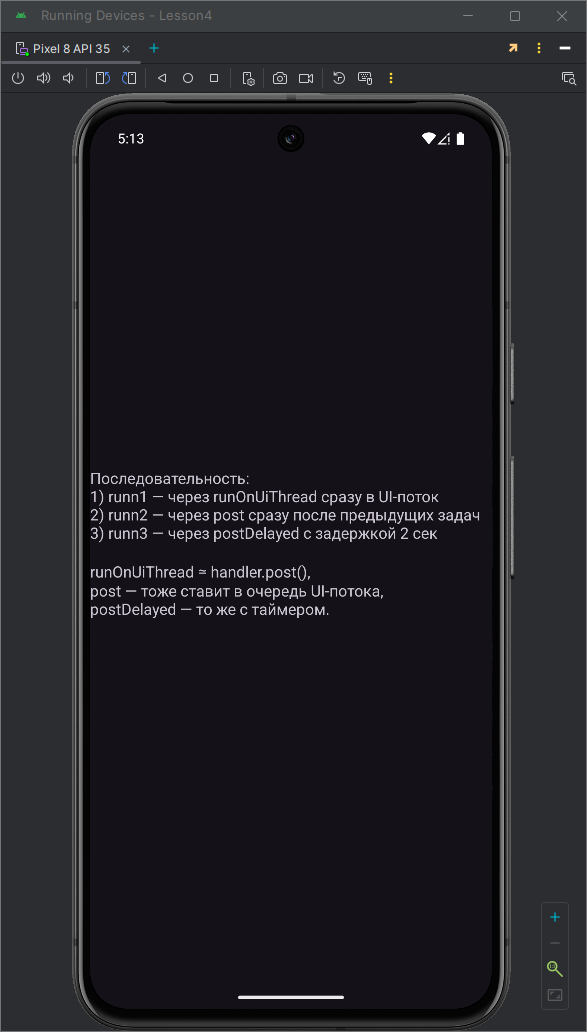 Running Devices - Lesson4
Pixel 8 API 35
5:13
Последовательность:
1) runn1 — через runOnUiThread сразу в UI-поток
2) runn2 — через post сразу после предыдущих задач
3) runn3 — через postDelayed с задержкой 2 сек
runOnUiThread ≃ handler.post(),
post — тоже ставит в очередь UI-потока,
postDelayed — то же с таймером.